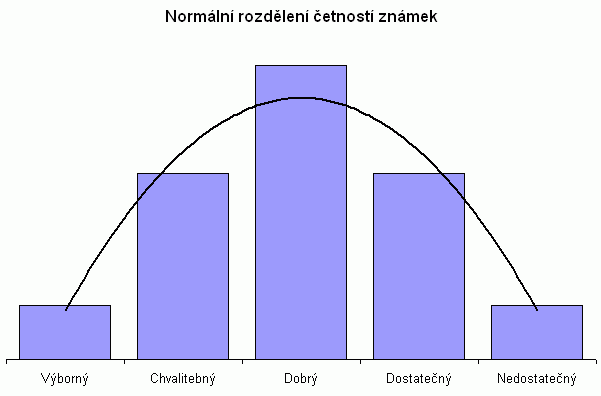 Normální rozdělení četností známek
Výborný Chvalitebný Dobrý Dostatečný Nedostatečný